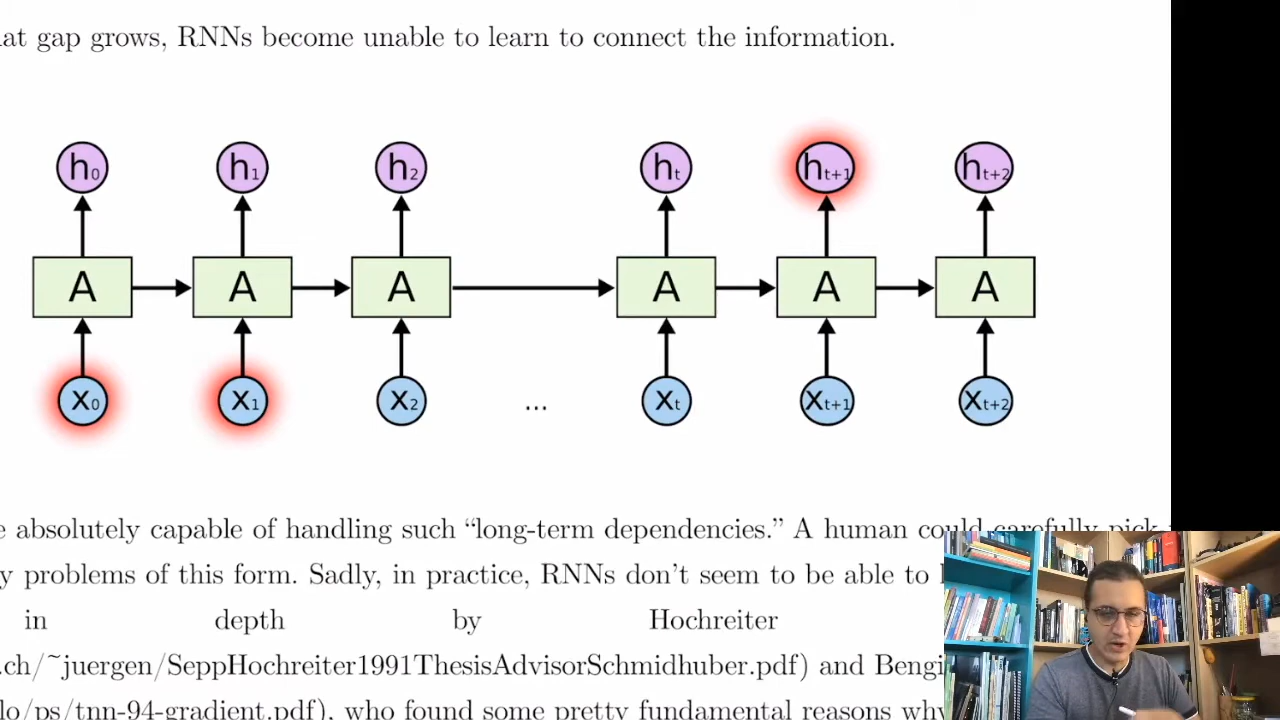 at gap grows, RNNs become unable to learn to connect the information.
h0 h1 h2 ht ht+1 ht+2
A A A A A A
x0 x1 x2 ... xt xt+1 xt+2
absolutely capable of handling such “long-term dependencies.” A human could carefully pick
y problems of this form. Sadly, in practice, RNNs don’t seem to be able to
in depth by Hochreiter
.ch/~juergen/SeppHochreiter1991ThesisAdvisorSchmidhuber.pdf) and Bengi
lo/ps/tnn-94-gradient.pdf), who found some pretty fundamental reasons why